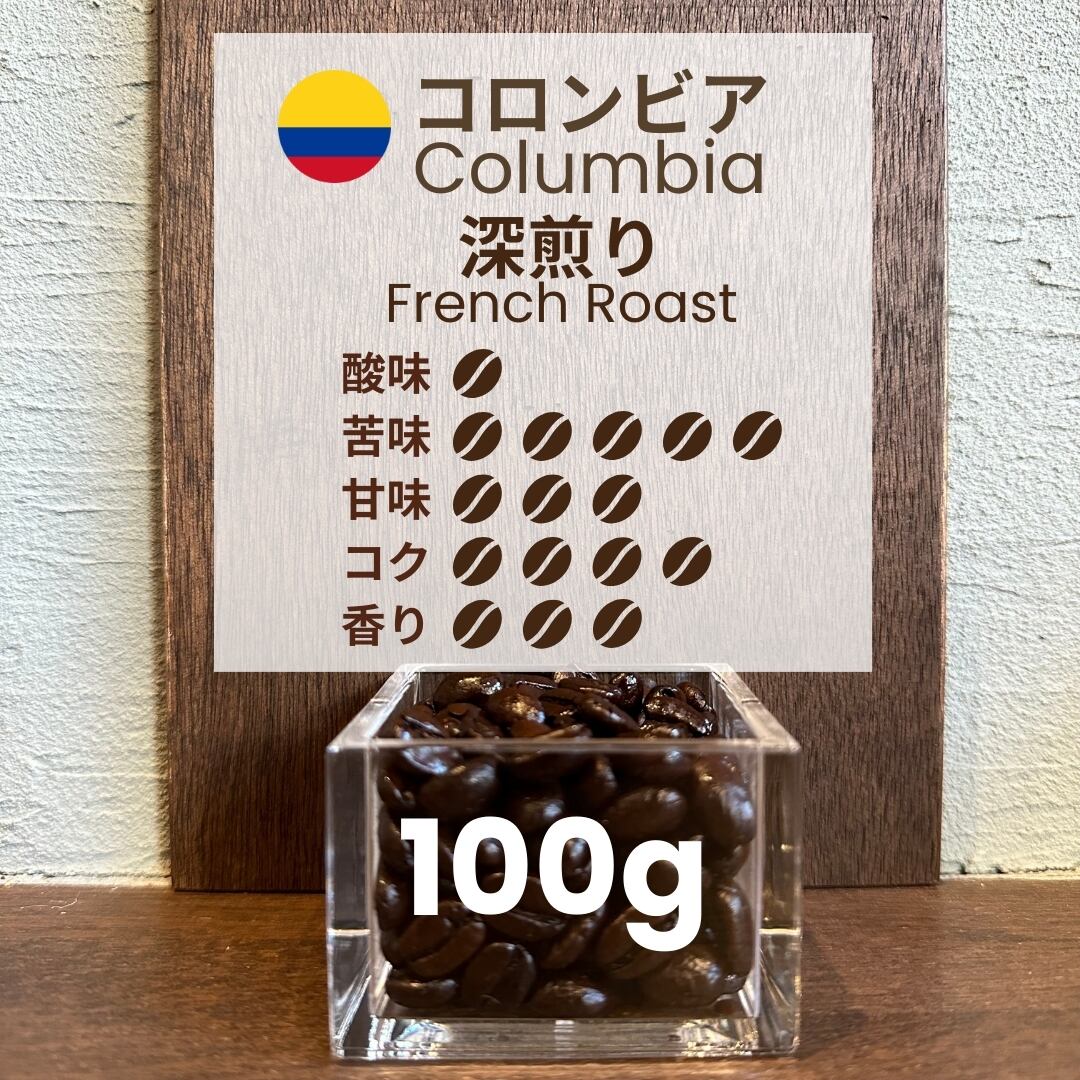 コロンビア
Columbia
深煎り
French Roast
酸味
苦味
甘味
コク
香り
100g